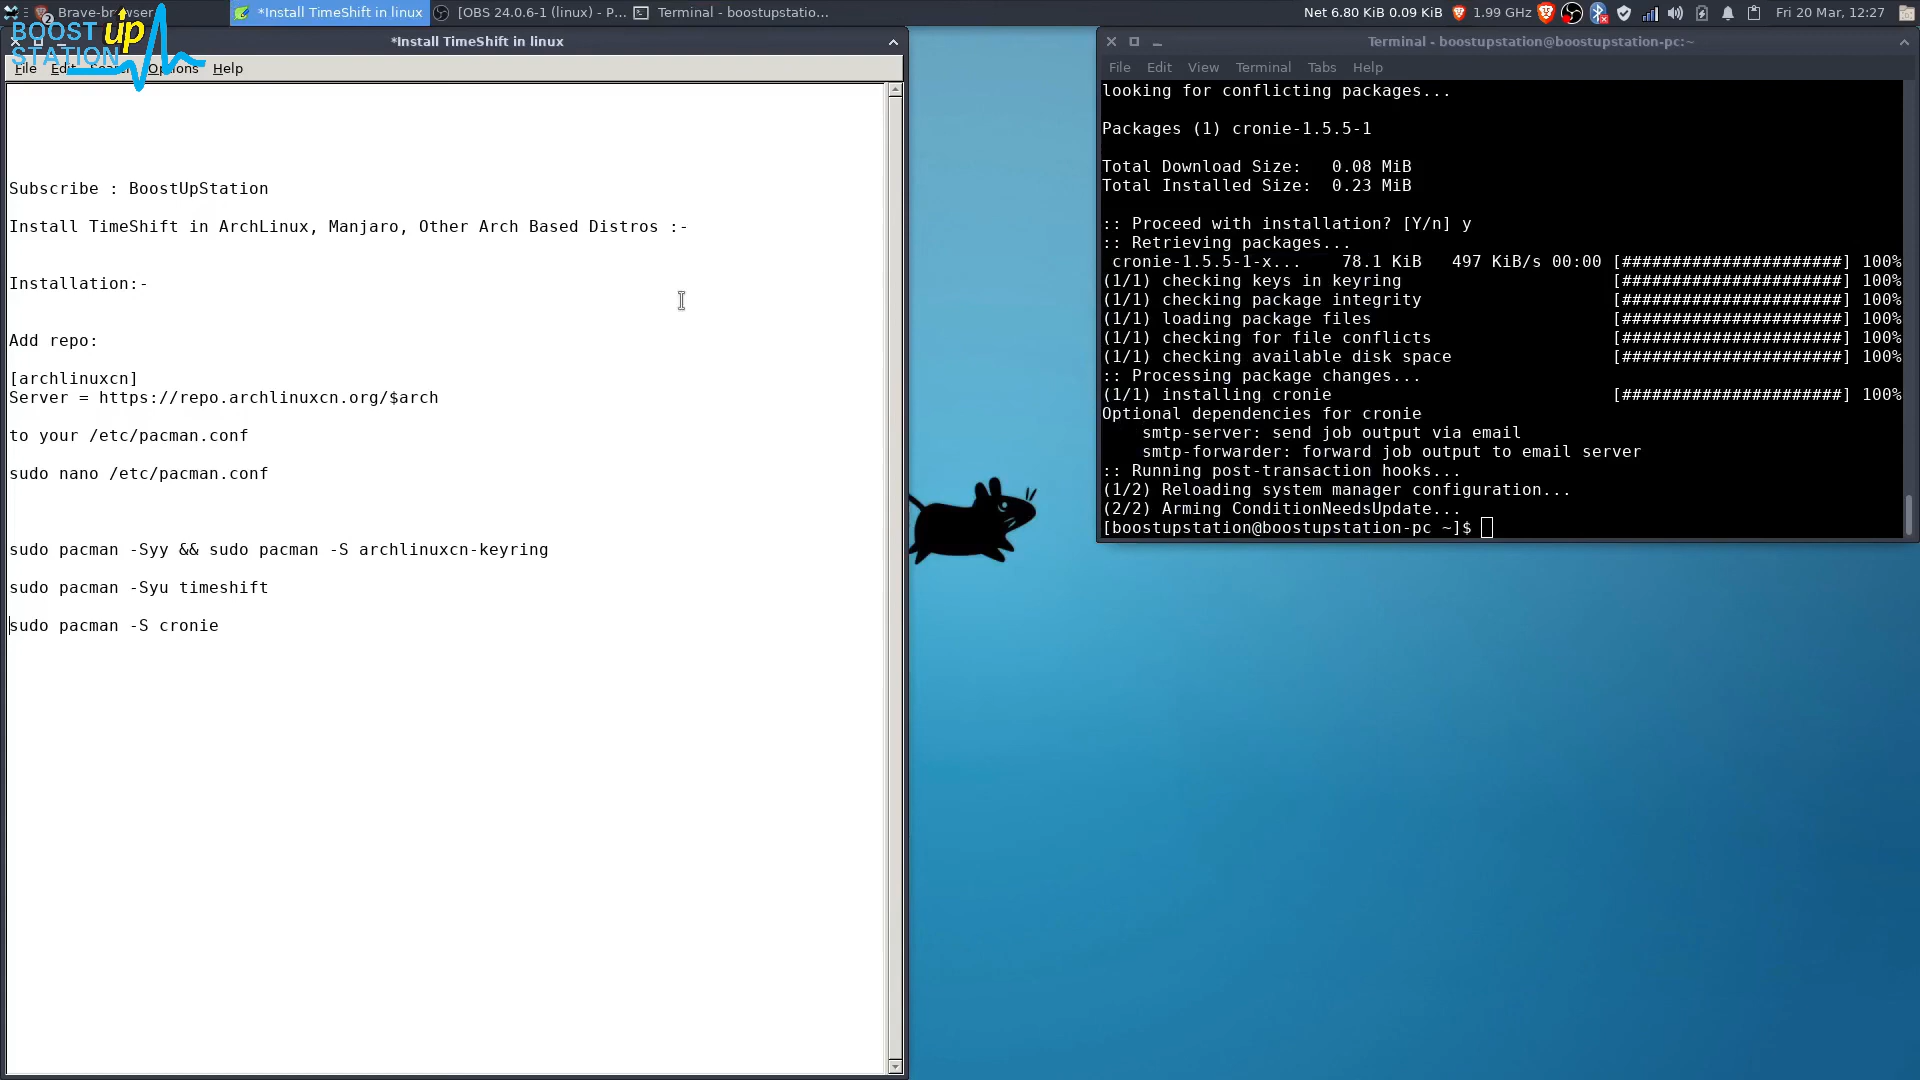 Brave-browser
*Install TimeShift in linux
[OBS 24.0.6-1 (linux) - P...
Terminal - boostupstatio...
Net 6.80 KiB 0.09 KiB
1.99 GHz
Fri 20 Mar, 12:27
BOOST up
STATION
*Install TimeShift in linux
File Edit Search Options Help
Subscribe : BoostUpStation
Install TimeShift in ArchLinux, Manjaro, Other Arch Based Distros :-
Installation:-
Add repo:
[archlinuxcn]
Server = https://repo.archlinuxcn.org/$arch
to your /etc/pacman.conf
sudo nano /etc/pacman.conf
sudo pacman -Syy && sudo pacman -S archlinuxcn-keyring
sudo pacman -Syu timeshift
sudo pacman -S cronie
Terminal - boostupstation@boostupstation-pc:~
File Edit View Terminal Tabs Help
looking for conflicting packages...
Packages (1) cronie-1.5.5-1
Total Download Size:   0.08 MiB
Total Installed Size:  0.23 MiB
:: Proceed with installation? [Y/n] y
:: Retrieving packages...
cronie-1.5.5-1-x...    78.1 KiB   497 KiB/s 00:00 [######################] 100%
(1/1) checking keys in keyring [######################] 100%
(1/1) checking package integrity [######################] 100%
(1/1) loading package files [######################] 100%
(1/1) checking for file conflicts [######################] 100%
(1/1) checking available disk space [######################] 100%
:: Processing package changes...
(1/1) installing cronie [######################] 100%
Optional dependencies for cronie
smtp-server: send job output via email
smtp-forwarder: forward job output to email server
:: Running post-transaction hooks...
(1/2) Reloading system manager configuration...
(2/2) Arming ConditionNeedsUpdate...
[boostupstation@boostupstation-pc ~]$